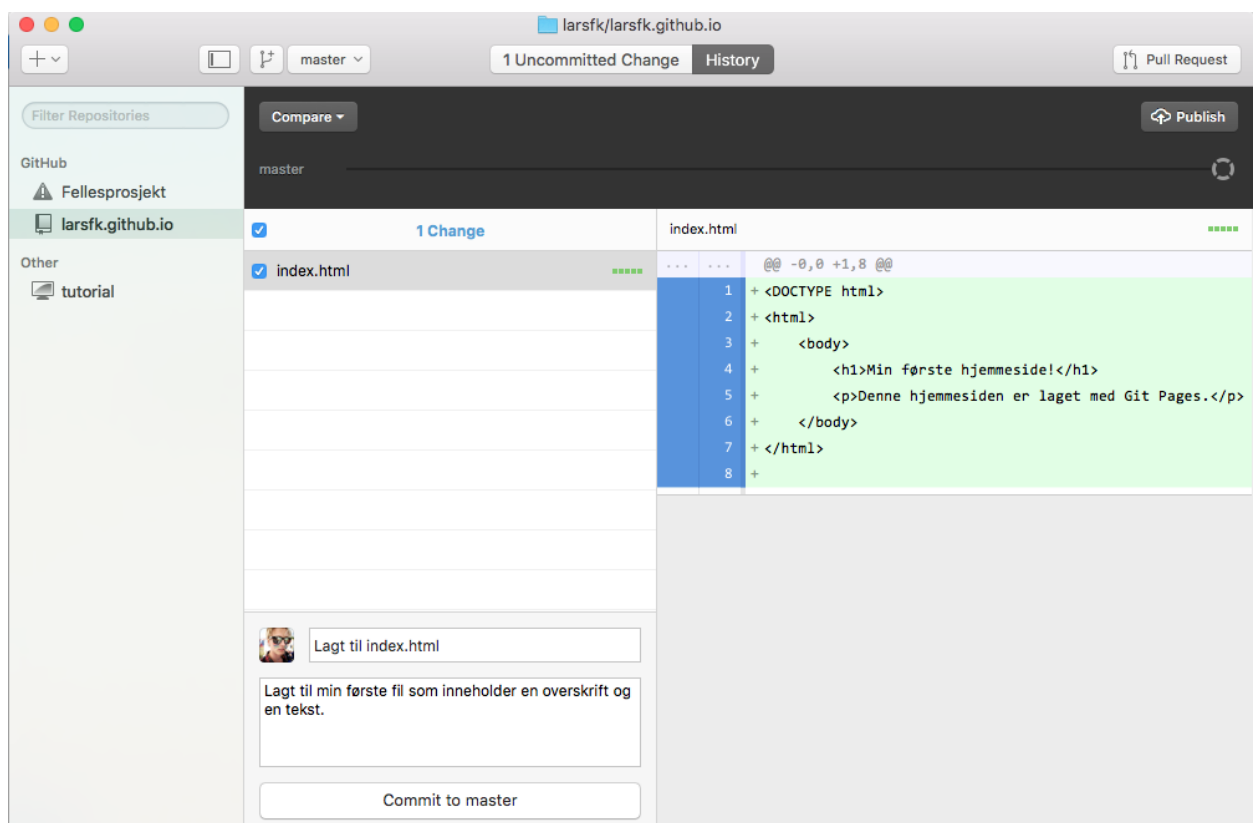 larsfk/larsfk.github.io
master
1 Uncommitted Change
History
Pull Request
Filter Repositories
GitHub
Fellesprosjekt
larsfk.github.io
Other
tutorial
Compare
Publish
master
1 Change
index.html
index.html
... ... @@ -0,0 +1,8 @@
1 + <DOCTYPE html>
2 + <html>
3 +     <body>
4 +         <h1>Min første hjemmeside!</h1>
5 +         <p>Denne hjemmesiden er laget med Git Pages.</p>
6 +     </body>
7 + </html>
8 +
Lagt til index.html
Lagt til min første fil som inneholder en overskrift og
en tekst.
Commit to master